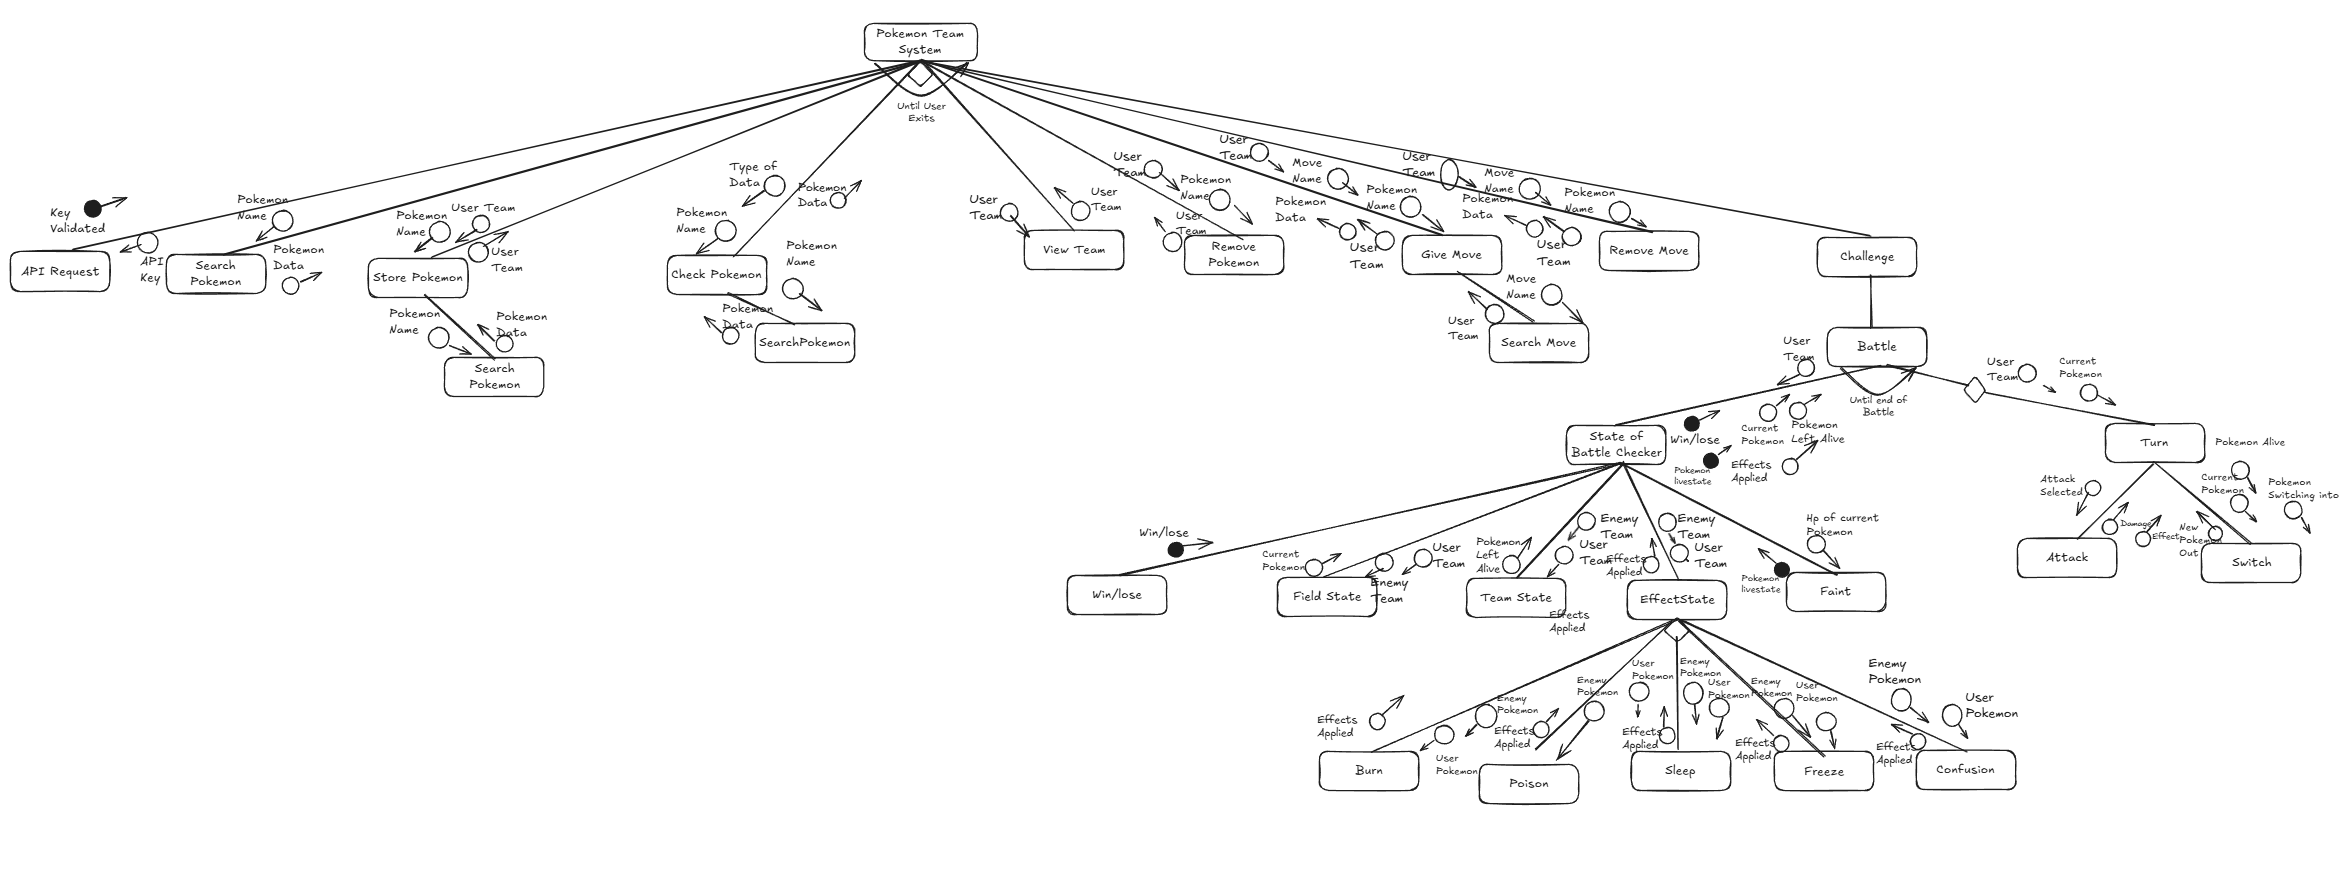 Pokemon Team
System
Until User
Exits
Key
Validated
API
Key
API Request
Pokemon
Name
Pokemon
Data
Search
Pokemon
Pokemon
Name
User Team
User
Team
Store Pokemon
Pokemon
Name
Pokemon
Data
Search
Pokemon
Type of
Data
Pokemon
Data
Pokemon
Name
Check Pokemon
Pokemon
Name
Pokemon
Data
SearchPokemon
User
Team
User
Team
View Team
User
Team
Pokemon
Name
User
Team
Remove
Pokemon
User
Team
Move
Name
Pokemon
Name
Pokemon
Data
User
Team
Give Move
Move
Name
User
Team
Search Move
User
Team
Move
Name
Pokemon
Name
Pokemon
Data
User
Team
Remove Move
Challenge
Battle
Until end of
Battle
User
Team
User
Team
Current
Pokemon
State of
Battle Checker
Win/lose
Current
Pokemon
Pokemon
Left Alive
Pokemon
livestate
Effects
Applied
Turn
Pokemon Alive
Attack
Selected
Damage
Effect
Current
Pokemon
Pokemon
Switching into
New
Pokemon
Out
Attack
Switch
Win/lose
Win/lose
Current
Pokemon
User
Team
Enemy
Team
Field State
Pokemon
Left
Alive
Enemy
Team
User
Team
Team State
Effects
Applied
Effects
Applied
Enemy
Team
User
Team
EffectState
Hp of current
Pokemon
Pokemon
livestate
Faint
Effects
Applied
Enemy
Pokemon
User
Pokemon
Burn
Effects
Applied
Enemy
Pokemon
User
Pokemon
Poison
Effects
Applied
Enemy
Pokemon
User
Pokemon
Sleep
Enemy
Pokemon
User
Pokemon
Effects
Applied
Freeze
Enemy
Pokemon
User
Pokemon
Effects
Applied
Confusion